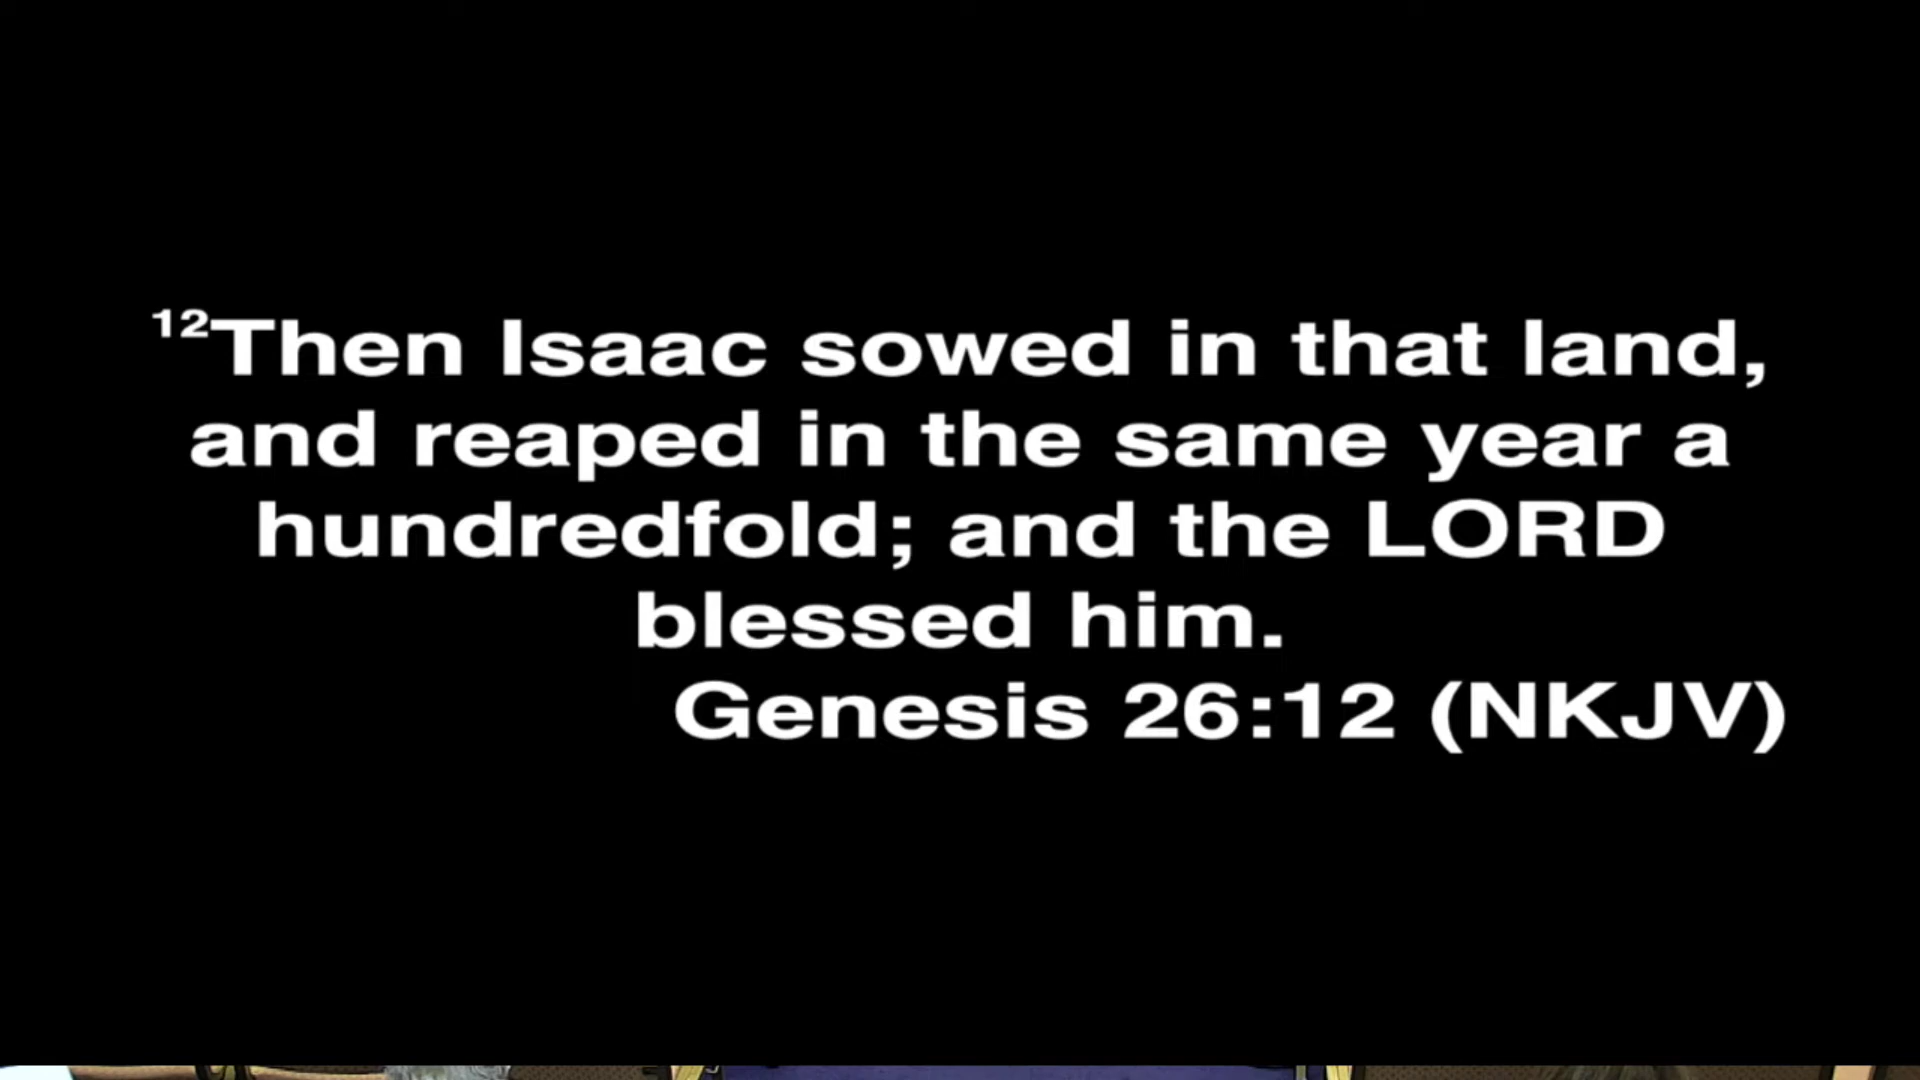 ¹²Then Isaac sowed in that land,
and reaped in the same year a
hundredfold; and the LORD
blessed him.
Genesis 26:12 (NKJV)